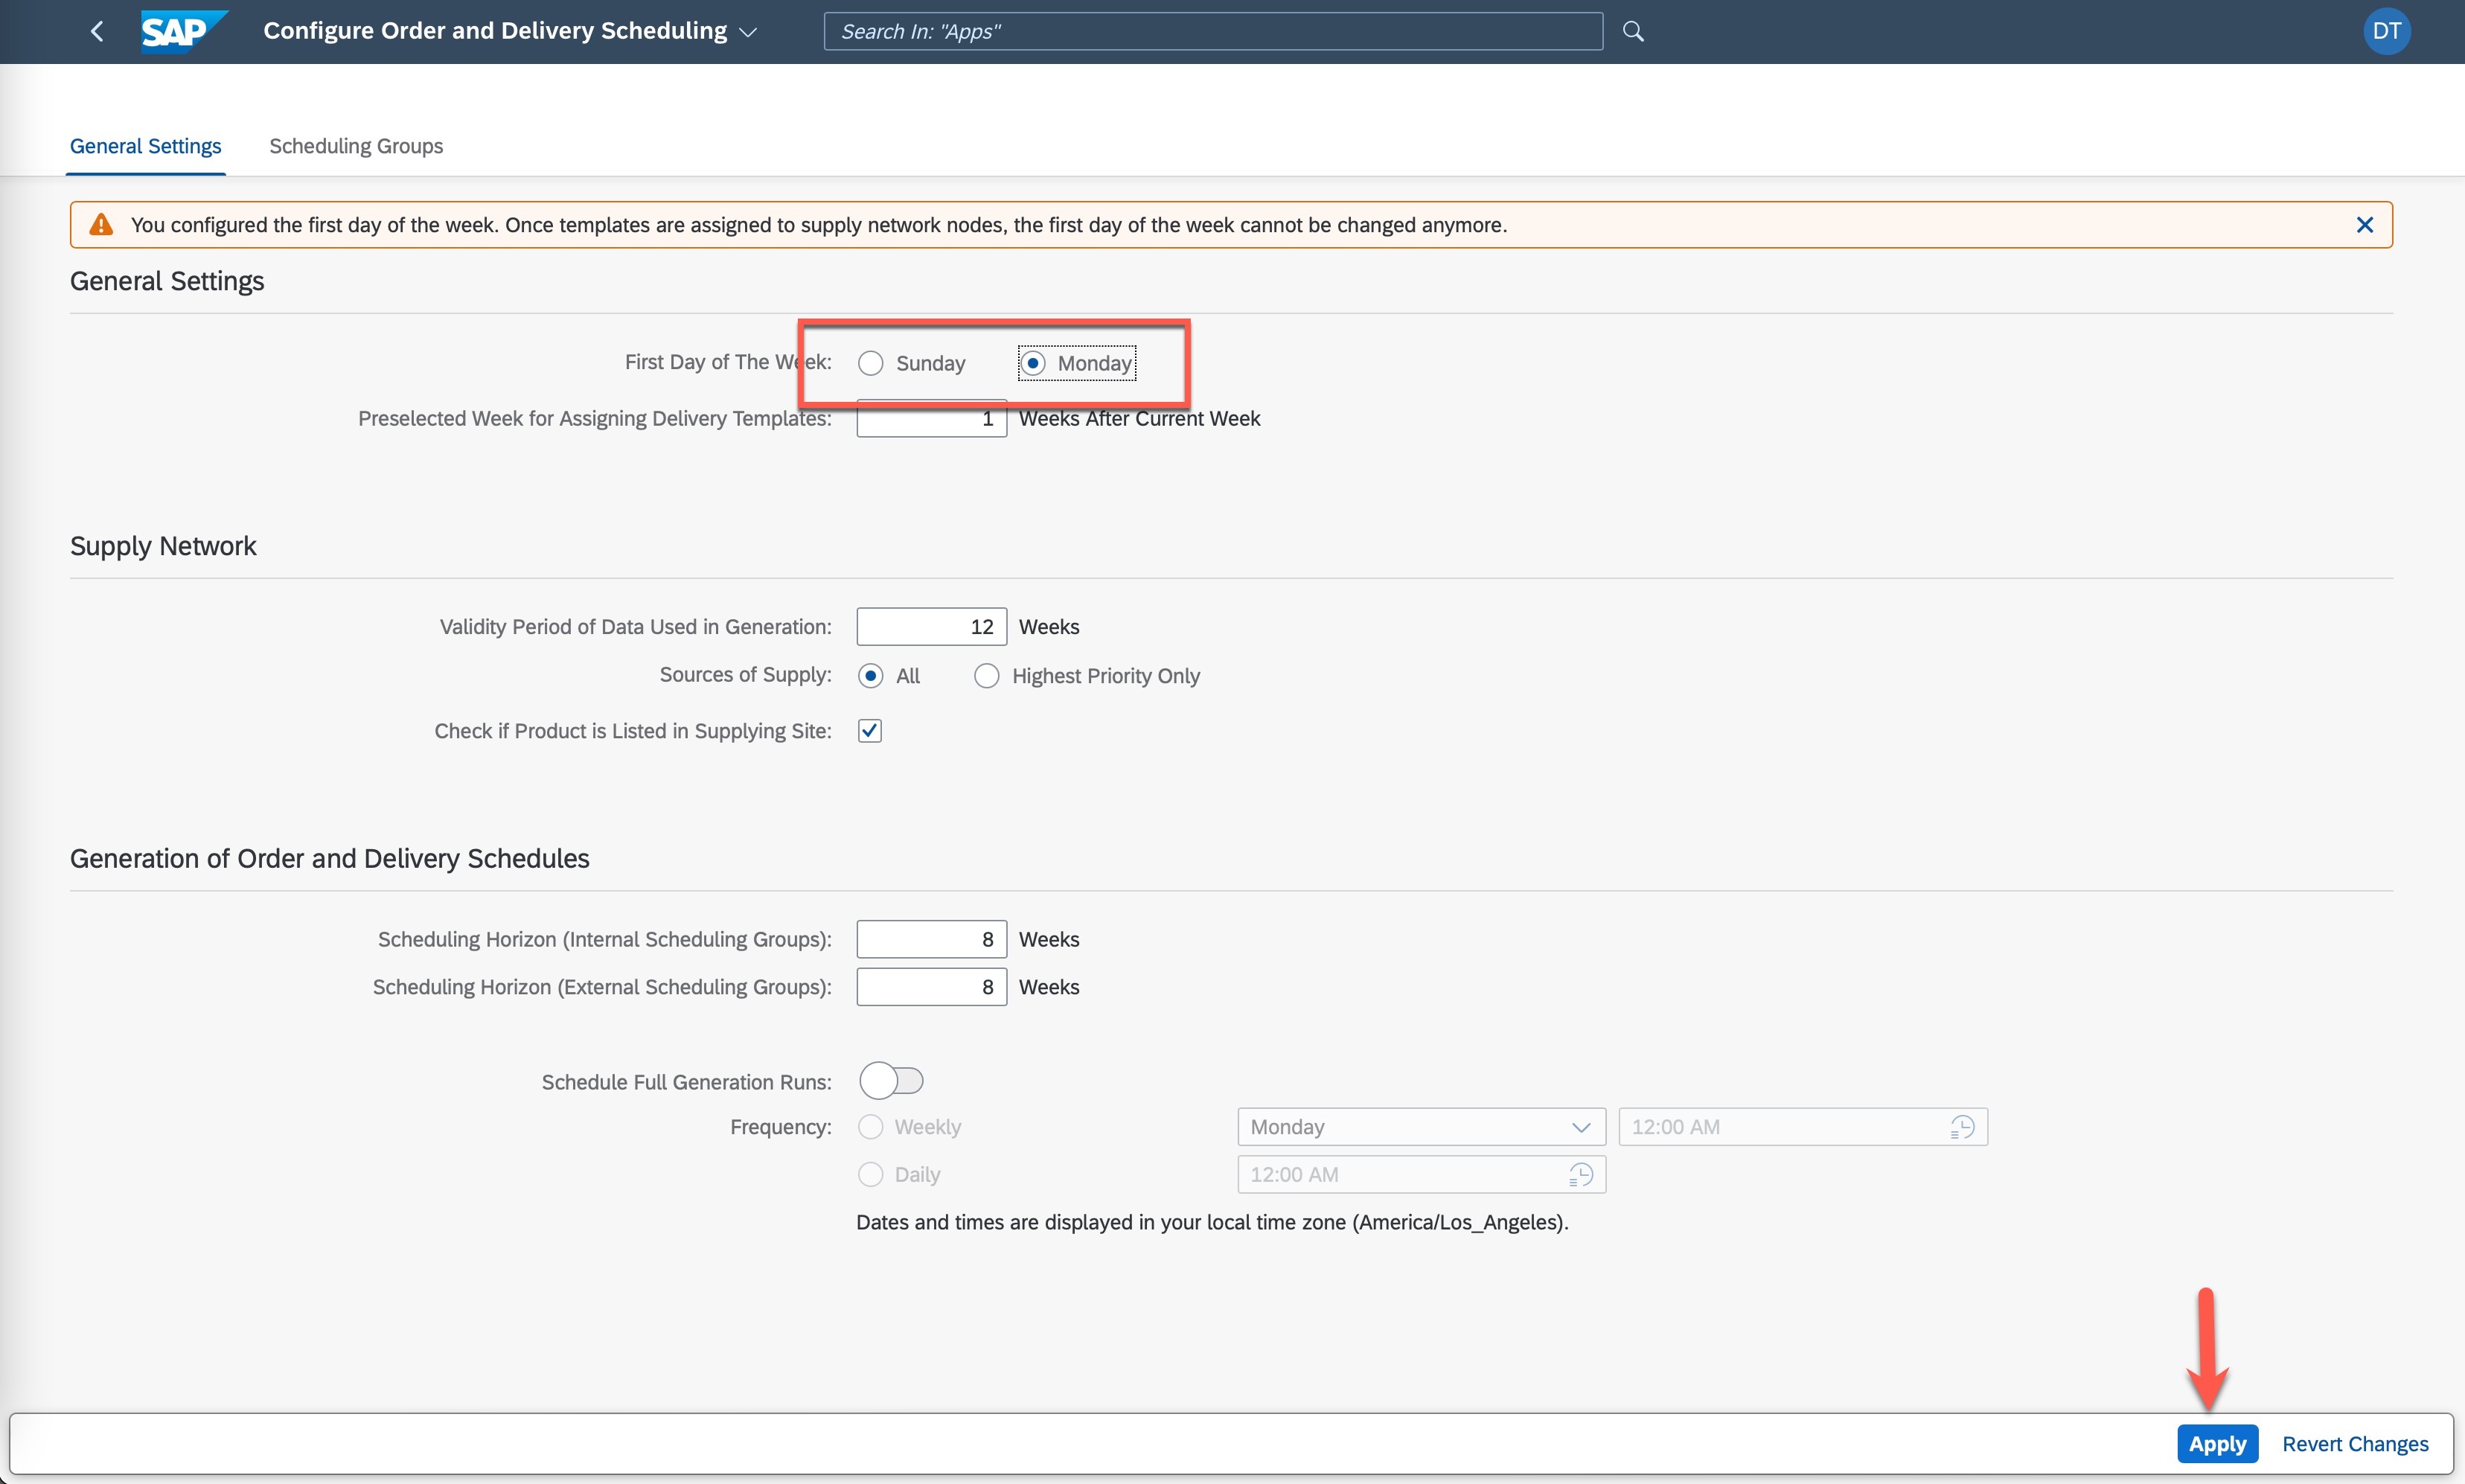 SAP Configure Order and Delivery Scheduling Search In: "Apps" DT
General Settings Scheduling Groups
You configured the first day of the week. Once templates are assigned to supply network nodes, the first day of the week cannot be changed anymore.
General Settings
First Day of The Week: Sunday Monday
Preselected Week for Assigning Delivery Templates: 1 Weeks After Current Week
Supply Network
Validity Period of Data Used in Generation: 12 Weeks
Sources of Supply: All Highest Priority Only
Check if Product is Listed in Supplying Site:
Generation of Order and Delivery Schedules
Scheduling Horizon (Internal Scheduling Groups): 8 Weeks
Scheduling Horizon (External Scheduling Groups): 8 Weeks
Schedule Full Generation Runs:
Frequency: Weekly Monday 12:00 AM
Daily 12:00 AM
Dates and times are displayed in your local time zone (America/Los_Angeles).
Apply Revert Changes